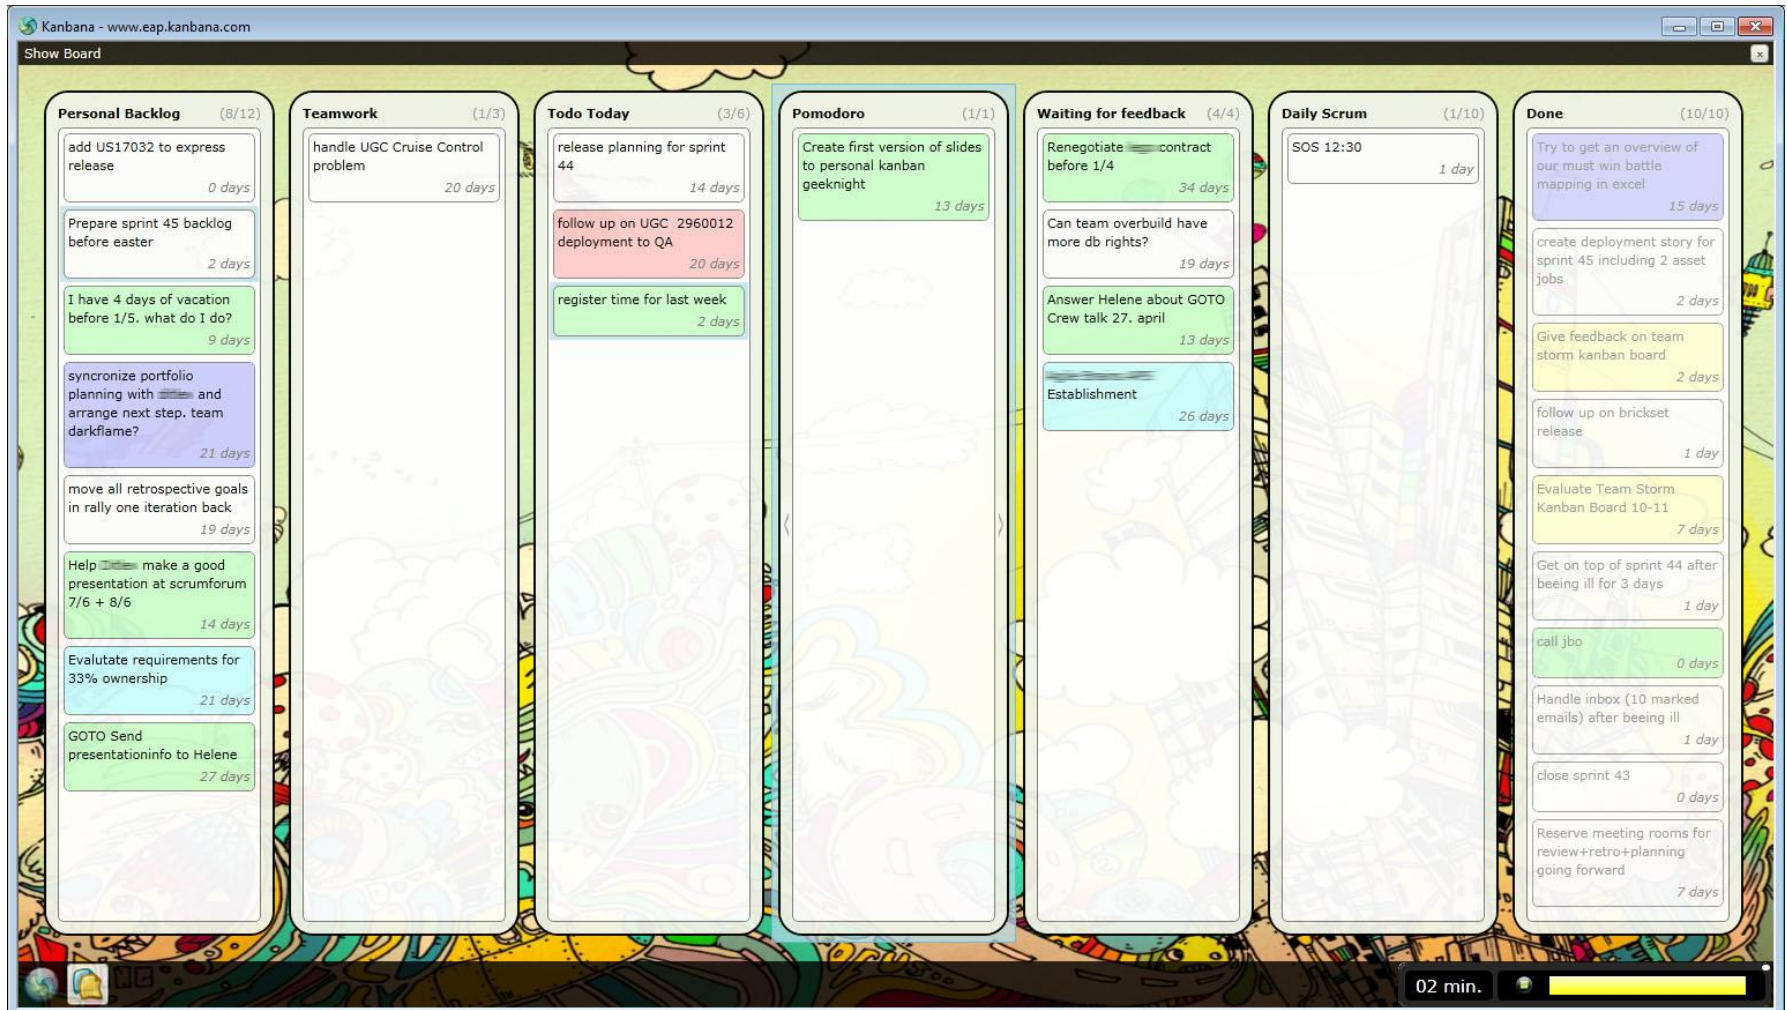 Kanbana - www.eap.kanbana.com
Show Board
Personal Backlog (8/12)
add US17032 to express
release
0 days
Prepare sprint 45 backlog
before easter
2 days
I have 4 days of vacation
before 1/5. what do I do?
9 days
syncronize portfolio
planning with and
arrange next step. team
darkflame?
21 days
move all retrospective goals
in rally one iteration back
19 days
Help make a good
presentation at scrumforum
7/6 + 8/6
14 days
Evalutate requirements for
33% ownership
21 days
GOTO Send
presentationinfo to Helene
27 days
Teamwork (1/3)
handle UGC Cruise Control
problem
20 days
Todo Today (3/6)
release planning for sprint
44
14 days
follow up on UGC 2960012
deployment to QA
20 days
register time for last week
2 days
Pomodoro (1/1)
Create first version of slides
to personal kanban
geeknight
13 days
Waiting for feedback (4/4)
Renegotiate contract
before 1/4
34 days
Can team overbuild have
more db rights?
19 days
Answer Helene about GOTO
Crew talk 27. april
13 days
Establishment
26 days
Daily Scrum (1/10)
SOS 12:30
1 day
Done (10/10)
Try to get an overview of
our must win battle
mapping in excel
15 days
create deployment story for
sprint 45 including 2 asset
jobs
2 days
Give feedback on team
storm kanban board
2 days
follow up on brickset
release
1 day
Evaluate Team Storm
Kanban Board 10-11
7 days
Get on top of sprint 44 after
beeing ill for 3 days
1 day
call jbo
0 days
Handle inbox (10 marked
emails) after beeing ill
1 day
close sprint 43
0 days
Reserve meeting rooms for
review+retro+planning
going forward
7 days
02 min.